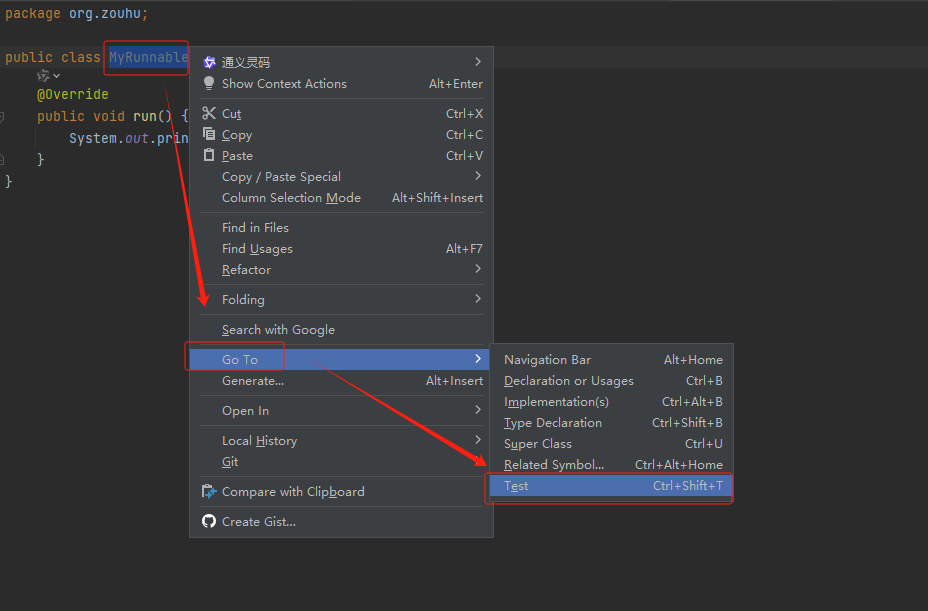 package org.zouhu;
public class MyRunnable
@Override
public void run() {
System.out.prin
}
}
通义灵码
Show Context Actions Alt+Enter
Cut Ctrl+X
Copy Ctrl+C
Paste Ctrl+V
Copy / Paste Special
Column Selection Mode Alt+Shift+Insert
Find in Files
Find Usages Alt+F7
Refactor
Folding
Search with Google
Go To
Generate... Alt+Insert
Open In
Local History
Git
Compare with Clipboard
Create Gist...
Navigation Bar Alt+Home
Declaration or Usages Ctrl+B
Implementation(s) Ctrl+Alt+B
Type Declaration Ctrl+Shift+B
Super Class Ctrl+U
Related Symbol... Ctrl+Alt+Home
Test Ctrl+Shift+T